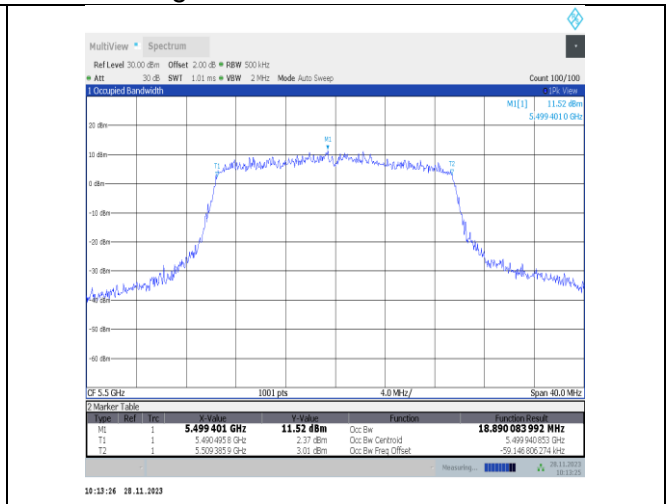 MultiView Spectrum
Ref Level 30.00 dBm Offset 2.00 dB RBW 500 kHz
Att 30 dB SWT 1.01 ms VBW 2 MHz Mode Auto Sweep Count 100/100
1 Occupied Bandwidth 1Pk View
M1[1] 11.52 dBm
5.499 401 0 GHz
20 dBm
M1
10 dBm
T1 T2
0 dBm
-10 dBm
-20 dBm
-30 dBm
-40 dBm
-50 dBm
-60 dBm
CF 5.5 GHz 1001 pts 4.0 MHz/ Span 40.0 MHz
2 Marker Table
Type Ref Trc X-Value Y-Value Function Function Result
M1 1 5.499 401 GHz 11.52 dBm Occ Bw 18.890 083 992 MHz
T1 1 5.490 495 8 GHz 2.37 dBm Occ Bw Centroid 5.499 940 853 GHz
T2 1 5.509 385 9 GHz 3.01 dBm Occ Bw Freq Offset -59.146 806 274 kHz
Measuring... 28.11.2023
10:13:25
10:13:26 28.11.2023